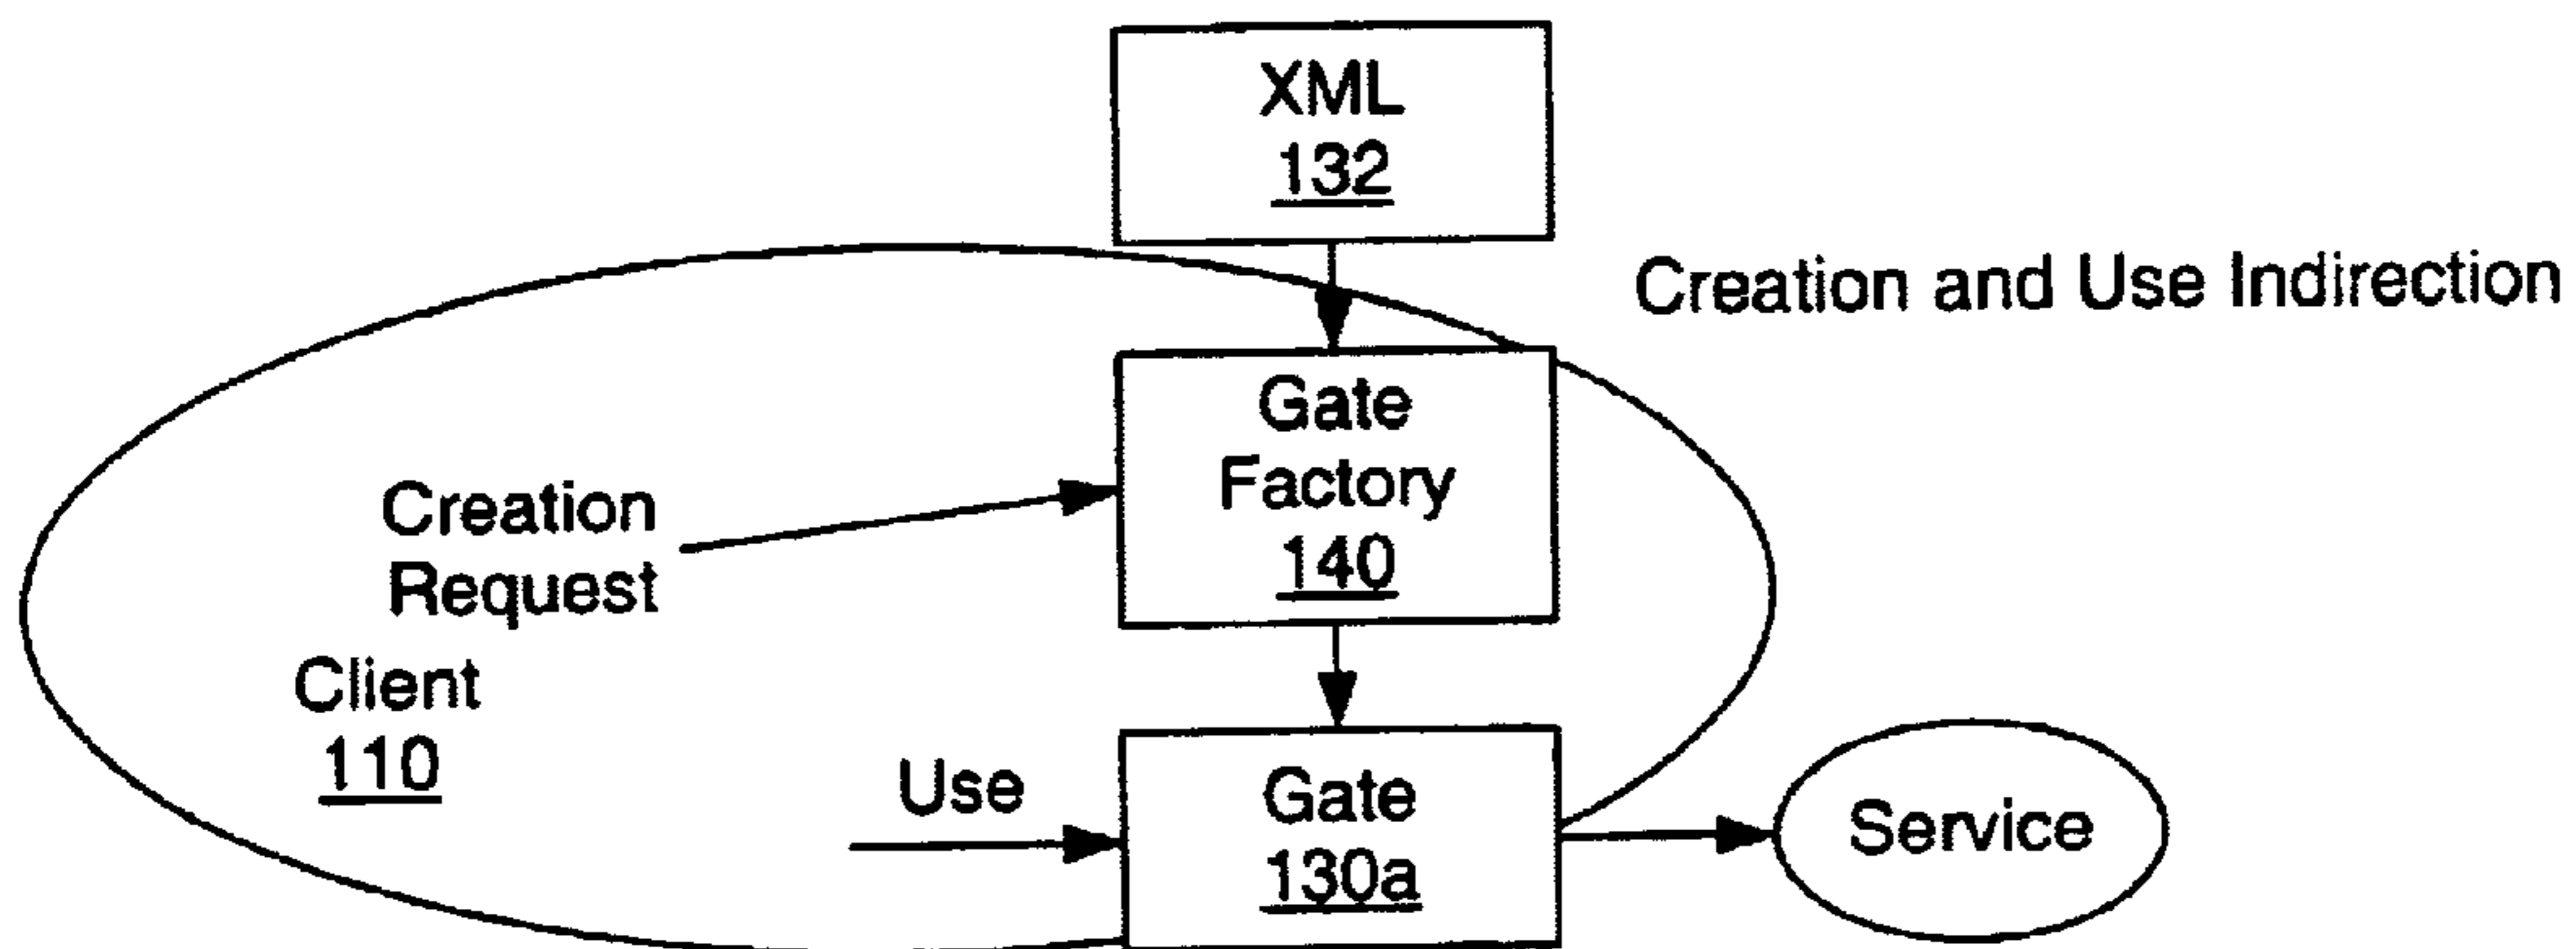 XML
132
Creation and Use Indirection
Gate
Factory
140
Creation
Request
Client
110
Use
Gate
130a
Service